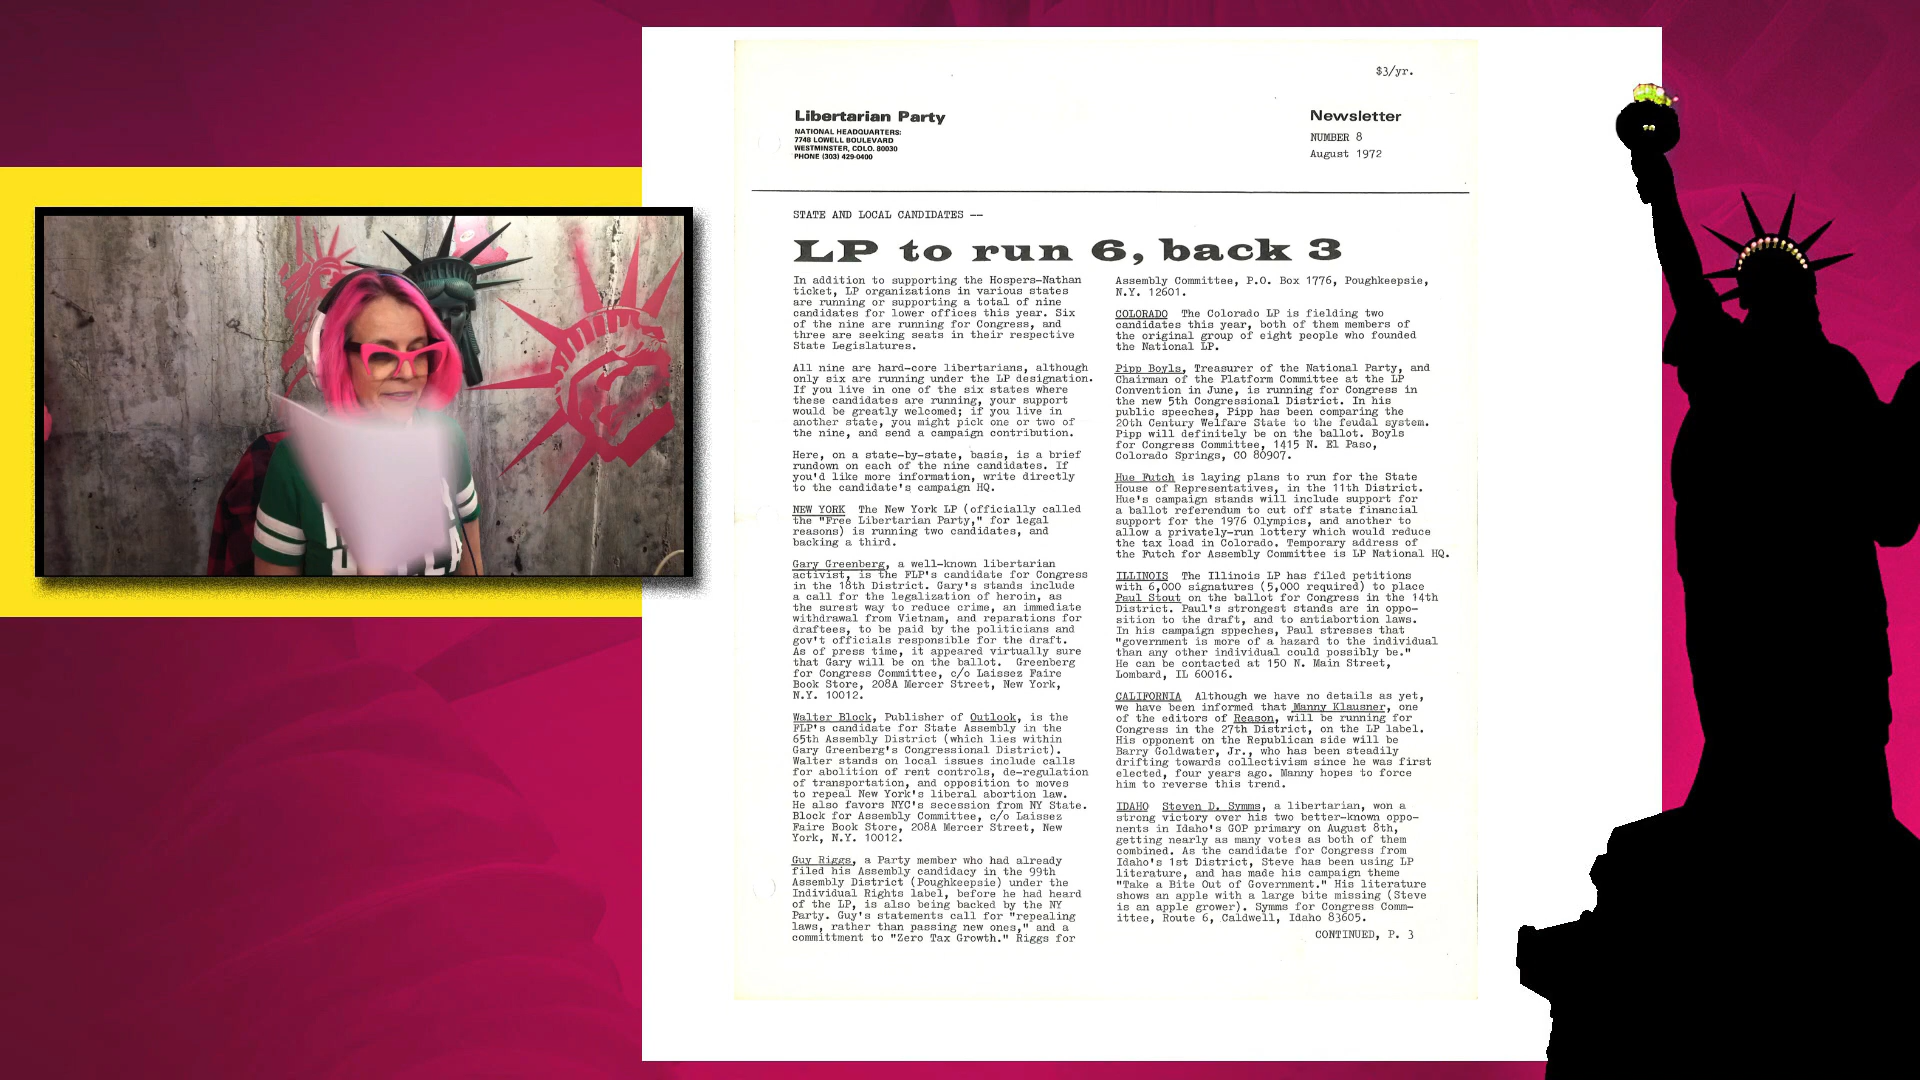 $3/yr.
Libertarian Party
NATIONAL HEADQUARTERS:
7748 LOWELL BOULEVARD
WESTMINSTER, COLO. 80030
PHONE (303) 429-0400
Newsletter
NUMBER 8
August 1972
STATE AND LOCAL CANDIDATES --
LP to run 6, back 3
In addition to supporting the Hospers-Nathan
ticket, LP organizations in various states
are running or supporting a total of nine
candidates for lower offices this year. Six
of the nine are running for Congress, and
three are seeking seats in their respective
State Legislatures.
All nine are hard-core libertarians, although
only six are running under the LP designation.
If you live in one of the six states where
these candidates are running, your support
would be greatly welcomed; if you live in
another state, you might pick one or two of
the nine, and send a campaign contribution.
Here, on a state-by-state, basis, is a brief
rundown on each of the nine candidates. If
you'd like more information, write directly
to the candidate's campaign HQ.
NEW YORK The New York LP (officially called
the "Free Libertarian Party," for legal
reasons) is running two candidates, and
backing a third.
Gary Greenberg, a well-known libertarian
activist, is the FLP's candidate for Congress
in the 18th District. Gary's stands include
a call for the legalization of heroin, as
the surest way to reduce crime, an immediate
withdrawal from Vietnam, and reparations for
draftees, to be paid by the politicians and
gov't officials responsible for the draft.
As of press time, it appeared virtually sure
that Gary will be on the ballot. Greenberg
for Congress Committee, c/o Laissez Faire
Book Store, 208A Mercer Street, New York,
N.Y. 10012.
Walter Block, Publisher of Outlook, is the
FLP's candidate for State Assembly in the
65th Assembly District (which lies within
Gary Greenberg's Congressional District).
Walter stands on local issues include calls
for abolition of rent controls, de-regulation
of transportation, and opposition to moves
to repeal New York's liberal abortion law.
He also favors NYC's secession from NY State.
Block for Assembly Committee, c/o Laissez
Faire Book Store, 208A Mercer Street, New
York, N.Y. 10012.
Guy Riggs, a Party member who had already
filed his Assembly candidacy in the 99th
Assembly District (Poughkeepsie) under the
Individual Rights label, before he had heard
of the LP, is also being backed by the NY
Party. Guy's statements call for "repealing
laws, rather than passing new ones," and a
committment to "Zero Tax Growth." Riggs for
Assembly Committee, P.O. Box 1776, Poughkeepsie,
N.Y. 12601.
COLORADO The Colorado LP is fielding two
candidates this year, both of them members of
the original group of eight people who founded
the National LP.
Pipp Boyls, Treasurer of the National Party, and
Chairman of the Platform Committee at the LP
Convention in June, is running for Congress in
the new 5th Congressional District. In his
public speeches, Pipp has been comparing the
20th Century Welfare State to the feudal system.
Pipp will definitely be on the ballot. Boyls
for Congress Committee, 1415 N. El Paso,
Colorado Springs, CO 80907.
Hue Futch is laying plans to run for the State
House of Representatives, in the 11th District.
Hue's campaign stands will include support for
a ballot referendum to cut off state financial
support for the 1976 Olympics, and another to
allow a privately-run lottery which would reduce
the tax load in Colorado. Temporary address of
the Futch for Assembly Committee is LP National HQ.
ILLINOIS The Illinois LP has filed petitions
with 6,000 signatures (5,000 required) to place
Paul Stout on the ballot for Congress in the 14th
District. Paul's strongest stands are in oppo-
sition to the draft, and to antiabortion laws.
In his campaign sppeches, Paul stresses that
"government is more of a hazard to the individual
than any other individual could possibly be."
He can be contacted at 150 N. Main Street,
Lombard, IL 60016.
CALIFORNIA Although we have no details as yet,
we have been informed that Manny Klausner, one
of the editors of Reason, will be running for
Congress in the 27th District, on the LP label.
His opponent on the Republican side will be
Barry Goldwater, Jr., who has been steadily
drifting towards collectivism since he was first
elected, four years ago. Manny hopes to force
him to reverse this trend.
IDAHO Steven D. Symms, a libertarian, won a
strong victory over his two better-known oppo-
nents in Idaho's GOP primary on August 8th,
getting nearly as many votes as both of them
combined. As the candidate for Congress from
Idaho's 1st District, Steve has been using LP
literature, and has made his campaign theme
"Take a Bite Out of Government." His literature
shows an apple with a large bite missing (Steve
is an apple grower). Symms for Congress Comm-
ittee, Route 6, Caldwell, Idaho 83605.
CONTINUED, P. 3